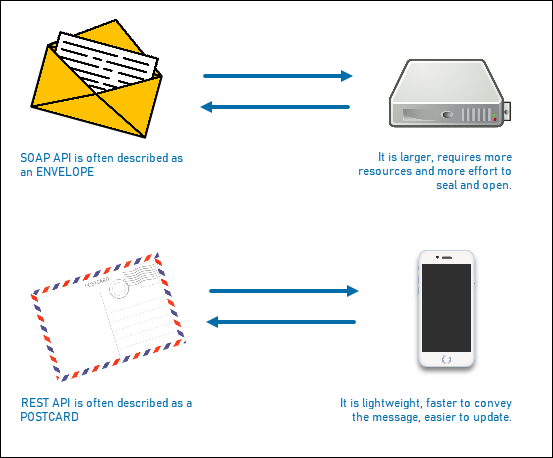 SOAP API is often described as
an ENVELOPE
It is larger, requires more
resources and more effort to
seal and open.
POSTCARD
REST API is often described as a
POSTCARD
It is lightweight, faster to convey
the message, easier to update.